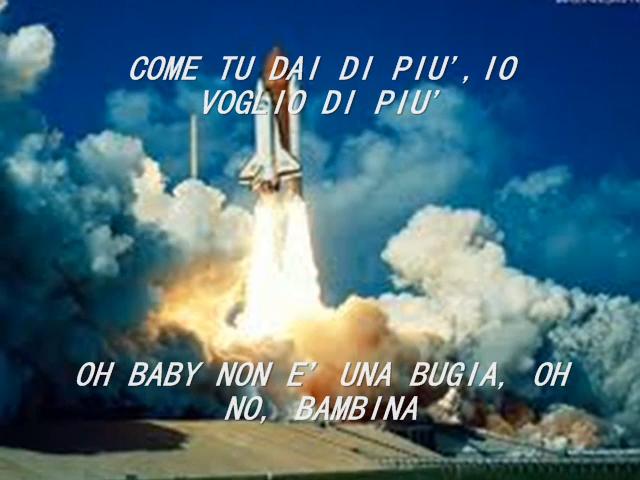 COME TU DAI DI PIU',IO
VOGLIO DI PIU'
OH BABY NON E' UNA BUGIA, OH
NO, BAMBINA